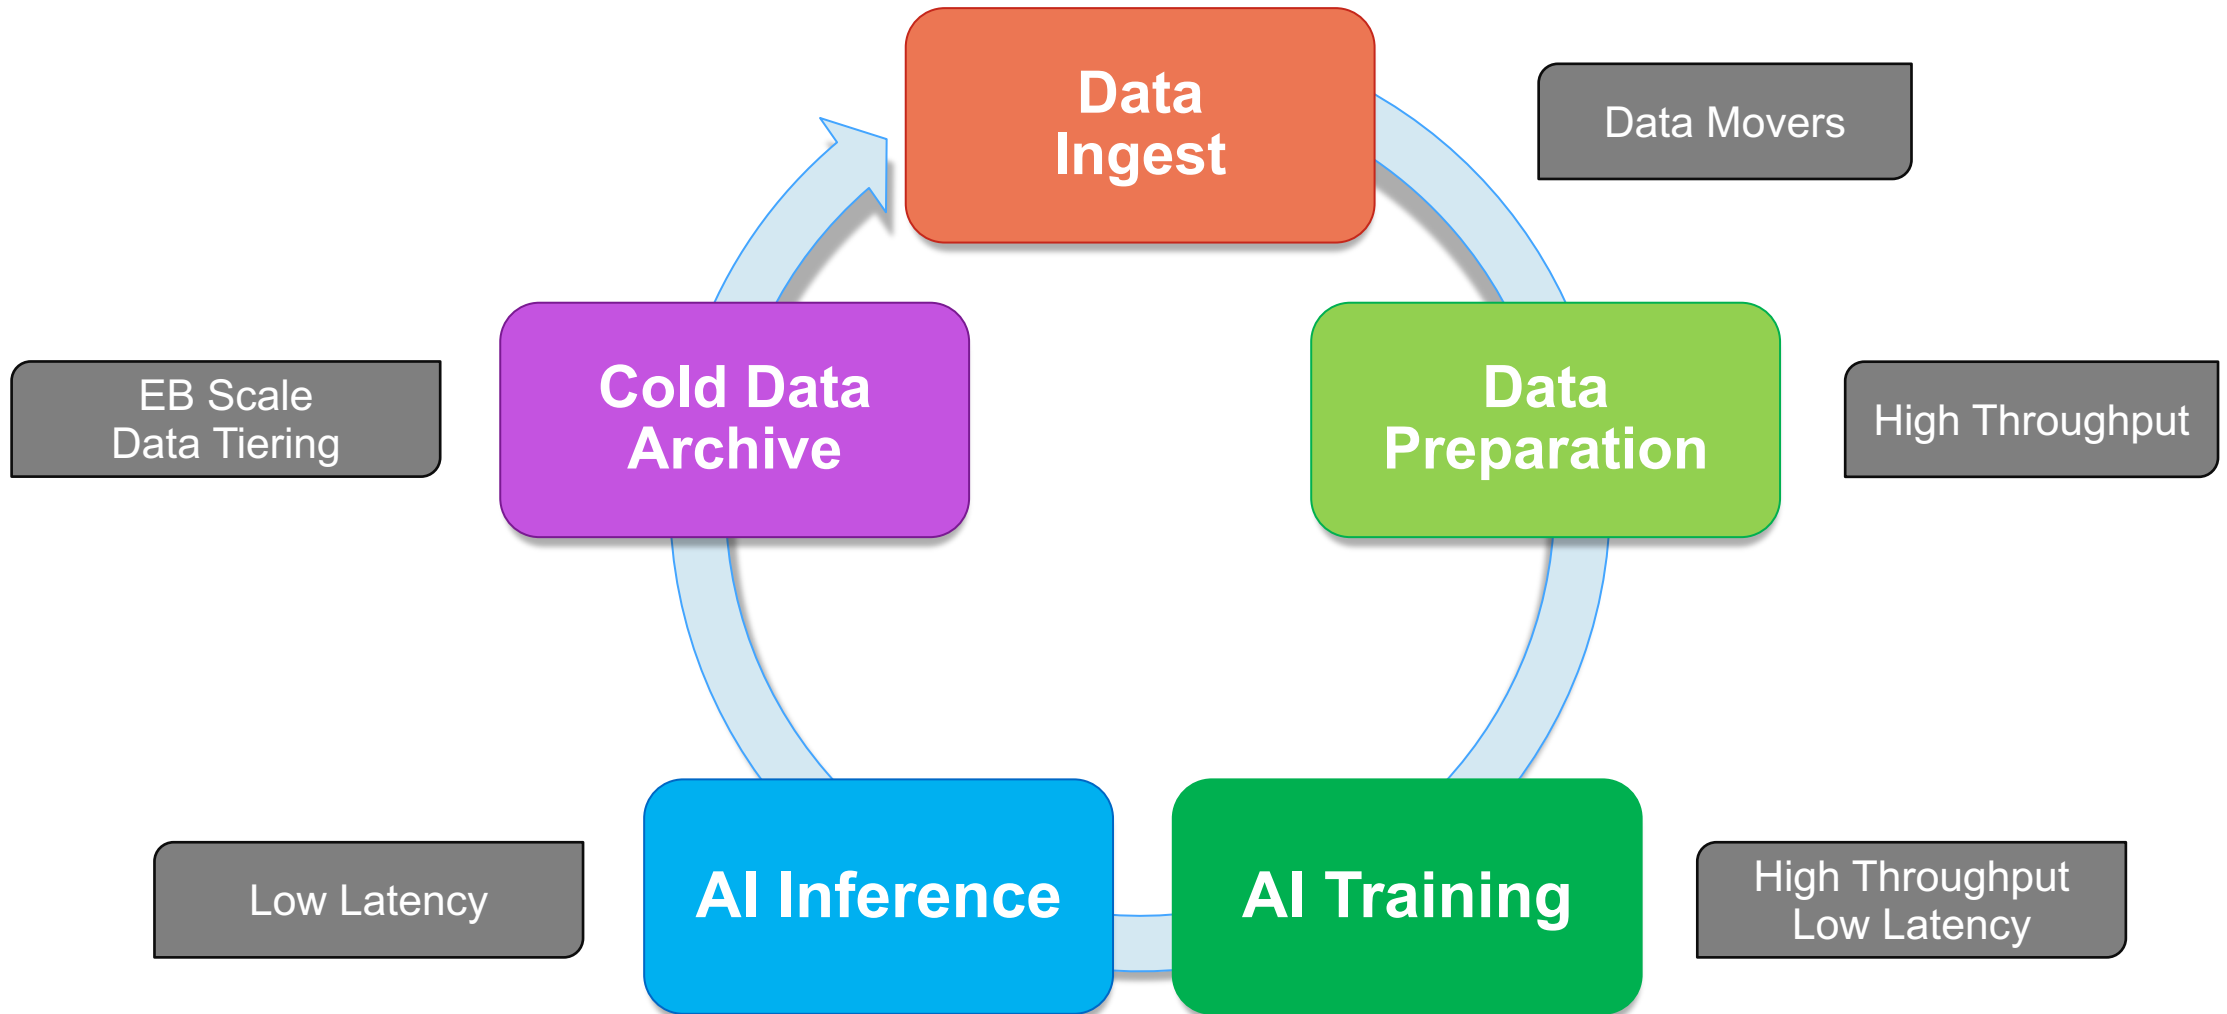 Data
Ingest
Data Movers
Cold Data
Archive
EB Scale
Data Tiering
Data
Preparation
High Throughput
AI Inference
Low Latency
AI Training
High Throughput
Low Latency